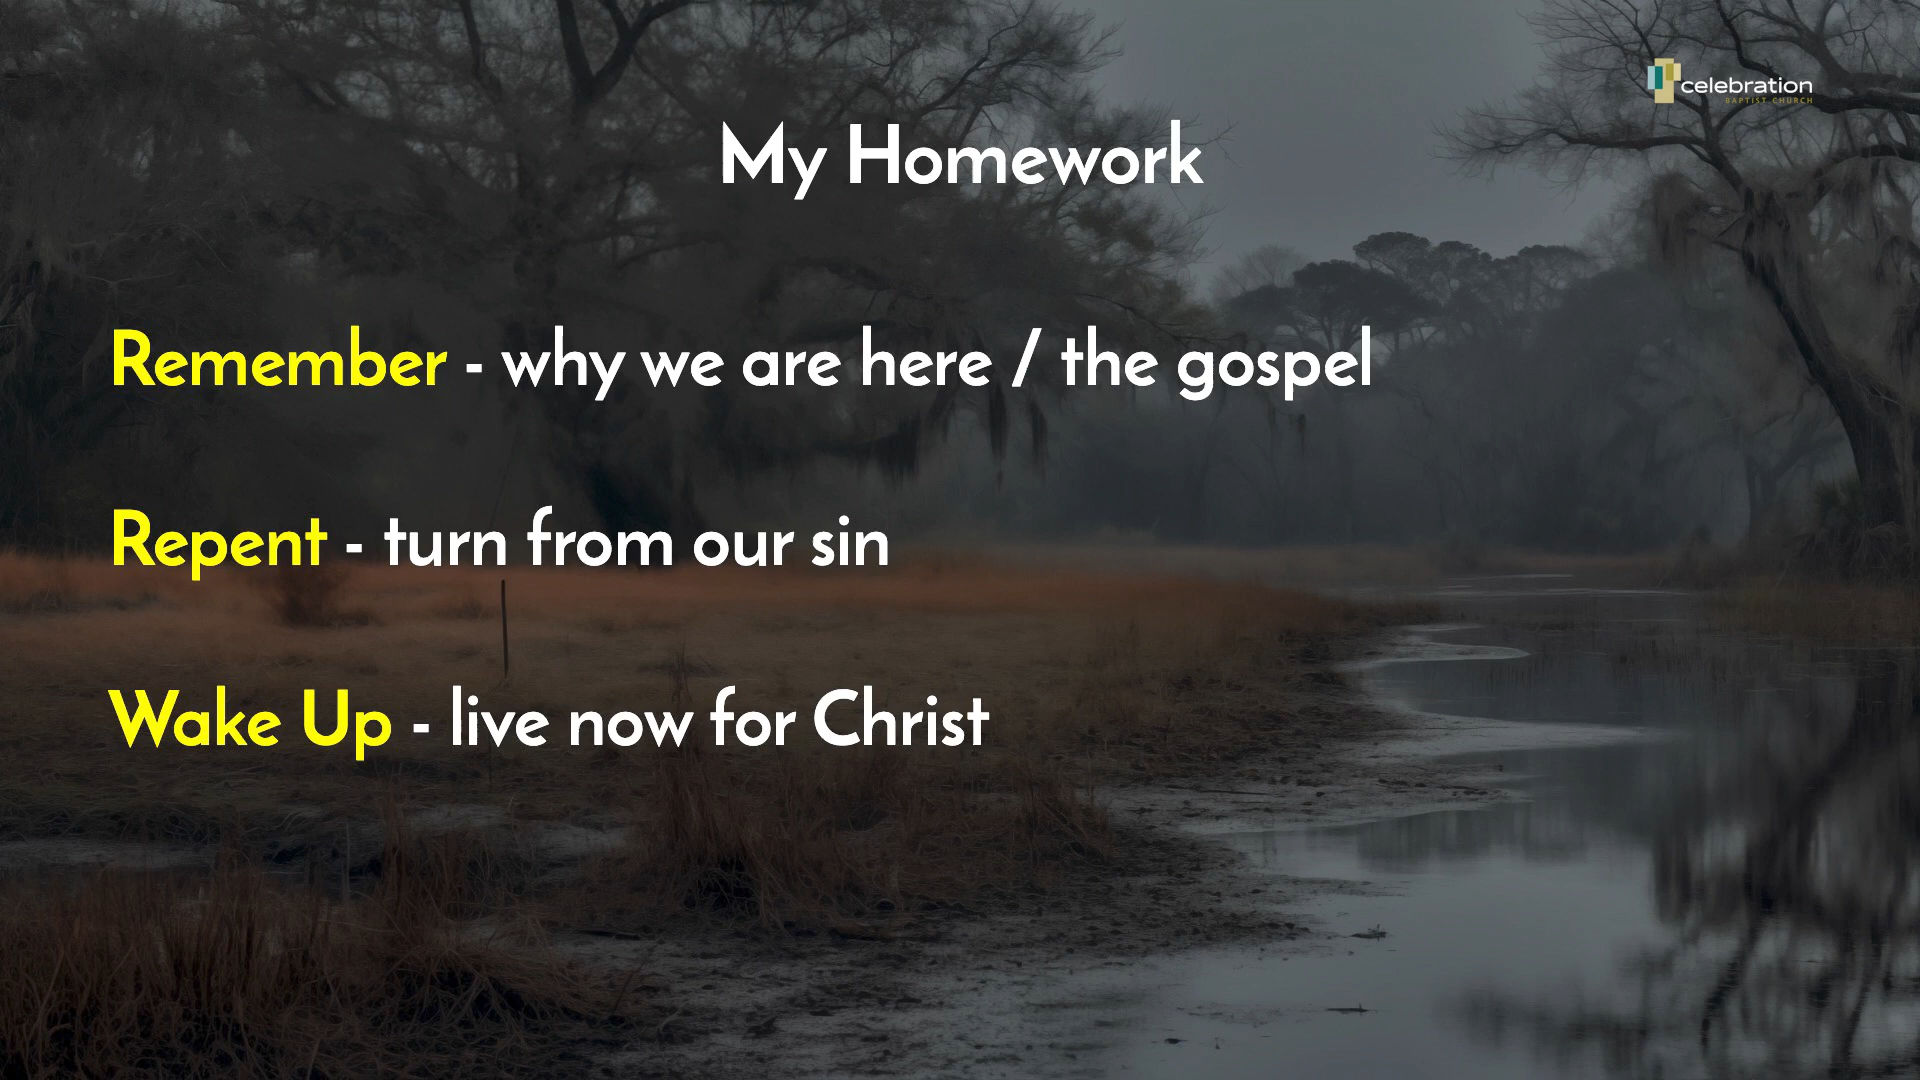 celebration
BAPTIST CHURCH
My Homework
Remember - why we are here / the gospel
Repent - turn from our sin
Wake Up - live now for Christ